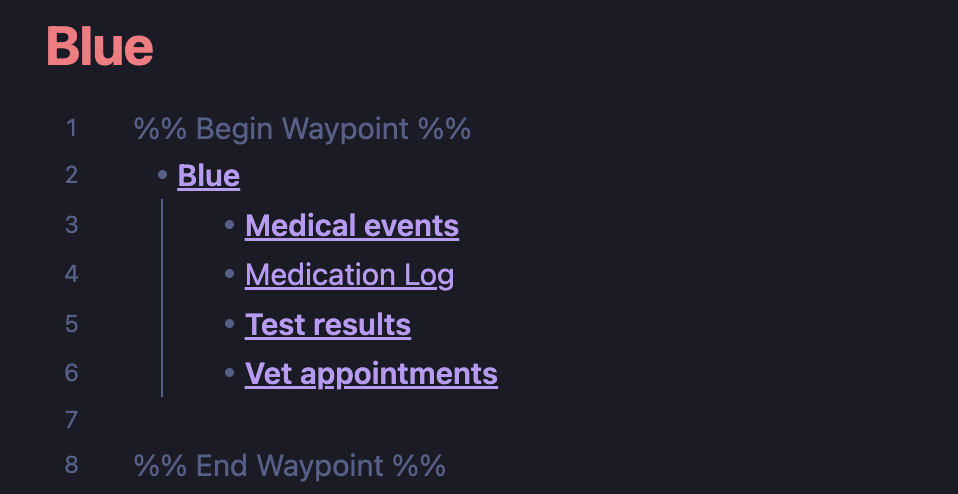 Blue
1 %% Begin Waypoint %%
2 • Blue
3 • Medical events
4 • Medication Log
5 • Test results
6 • Vet appointments
7
8 %% End Waypoint %%